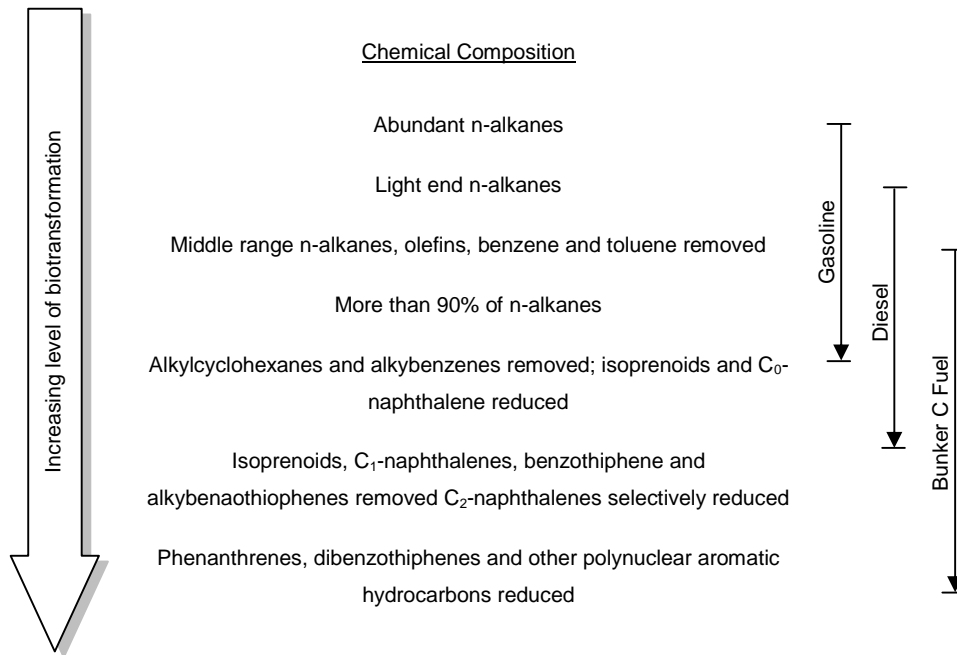 Increasing level of biotransformation
Chemical Composition
Abundant n-alkanes
Light end n-alkanes
Middle range n-alkanes, olefins, benzene and toluene removed
More than 90% of n-alkanes
Alkylcyclohexanes and alkybenzenes removed; isoprenoids and C₀-
naphthalene reduced
Isoprenoids, C₁-naphthalenes, benzothiphene and
alkybenaothiophenes removed C₂-naphthalenes selectively reduced
Phenanthrenes, dibenzothiphenes and other polynuclear aromatic
hydrocarbons reduced
Gasoline
Diesel
Bunker C Fuel